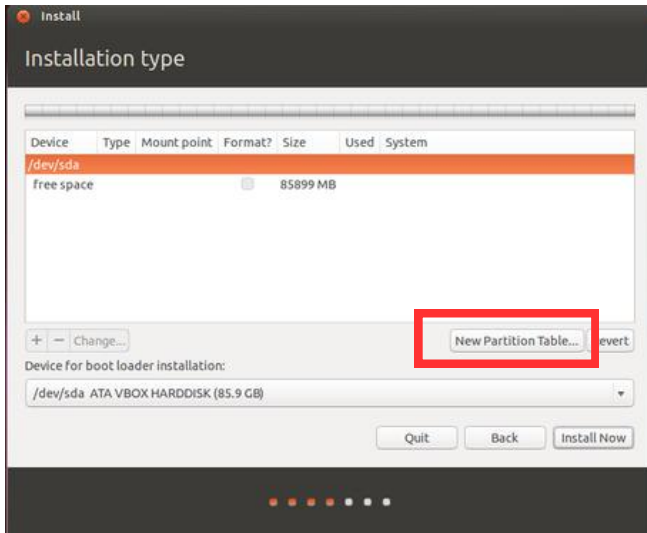 Install
Installation type
Device Type Mount point Format? Size Used System
/dev/sda
free space 85899 MB
+ − Change... New Partition Table... evert
Device for boot loader installation:
/dev/sda ATA VBOX HARDDISK (85.9 GB)
Quit Back Install Now